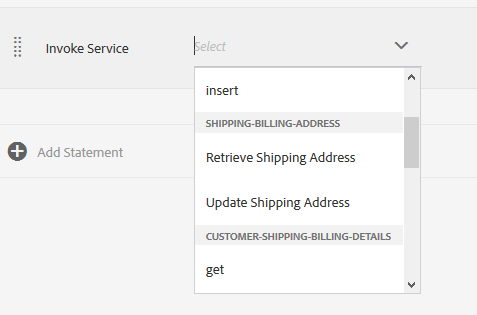 Invoke Service
Select
insert
SHIPPING-BILLING-ADDRESS
Retrieve Shipping Address
Add Statement
Update Shipping Address
CUSTOMER-SHIPPING-BILLING-DETAILS
get